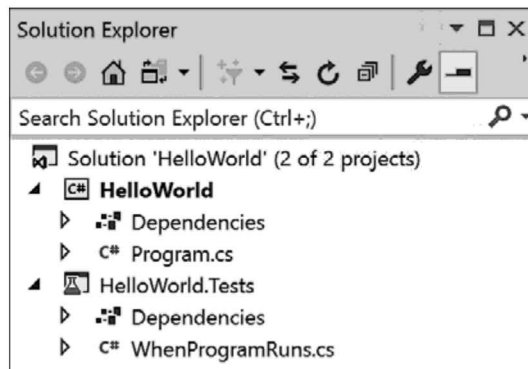 Solution Explorer
Search Solution Explorer (Ctrl+;)
Solution 'HelloWorld' (2 of 2 projects)
C# HelloWorld
Dependencies
C# Program.cs
HelloWorld.Tests
Dependencies
C# WhenProgramRuns.cs